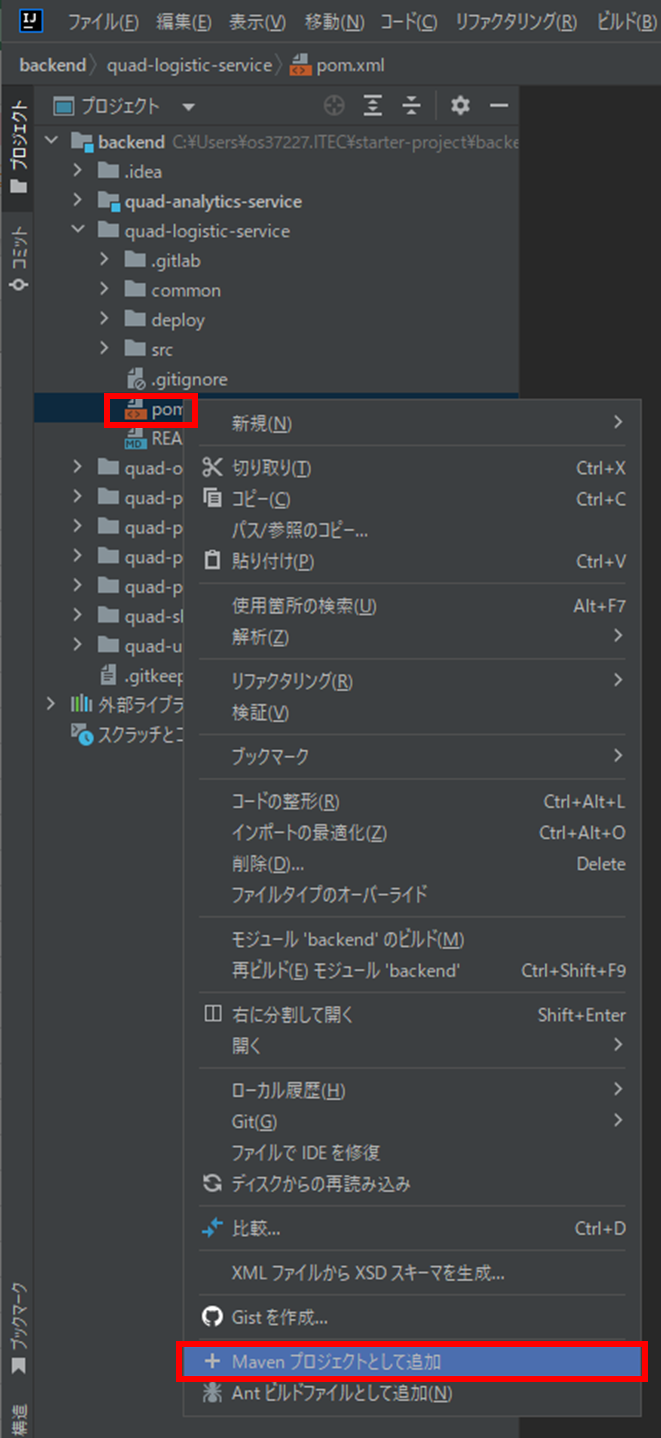 IJ ファイル(F) 編集(E) 表示(V) 移動(N) コード(C) リファクタリング(R) ビルド(B)
backend quad-logistic-service pom.xml
プロジェクト
プロジェクト
backend C:¥Users¥os37227.ITEC¥starter-project¥backe
.idea
quad-analytics-service
quad-logistic-service
コミット
.gitlab
common
deploy
src
.gitignore
pom
MD REA
quad-o
quad-p
quad-p
quad-p
quad-p
quad-sl
quad-u
.gitkeep
外部ライブラ
スクラッチとコ
新規(N)
切り取り(T) Ctrl+X
コピー(C) Ctrl+C
パス/参照のコピー...
貼り付け(P) Ctrl+V
使用箇所の検索(U) Alt+F7
解析(Z)
リファクタリング(R)
検証(V)
ブックマーク
コードの整形(R) Ctrl+Alt+L
インポートの最適化(Z) Ctrl+Alt+O
削除(D)... Delete
ファイルタイプのオーバーライド
モジュール 'backend' のビルド(M)
再ビルド(E) モジュール 'backend' Ctrl+Shift+F9
右に分割して開く Shift+Enter
開く
ローカル履歴(H)
Git(G)
ファイルで IDE を修復
ディスクからの再読み込み
比較... Ctrl+D
XML ファイルから XSD スキーマを生成...
Gist を作成...
Maven プロジェクトとして追加
Ant ビルドファイルとして追加(N)
ブックマーク
構造